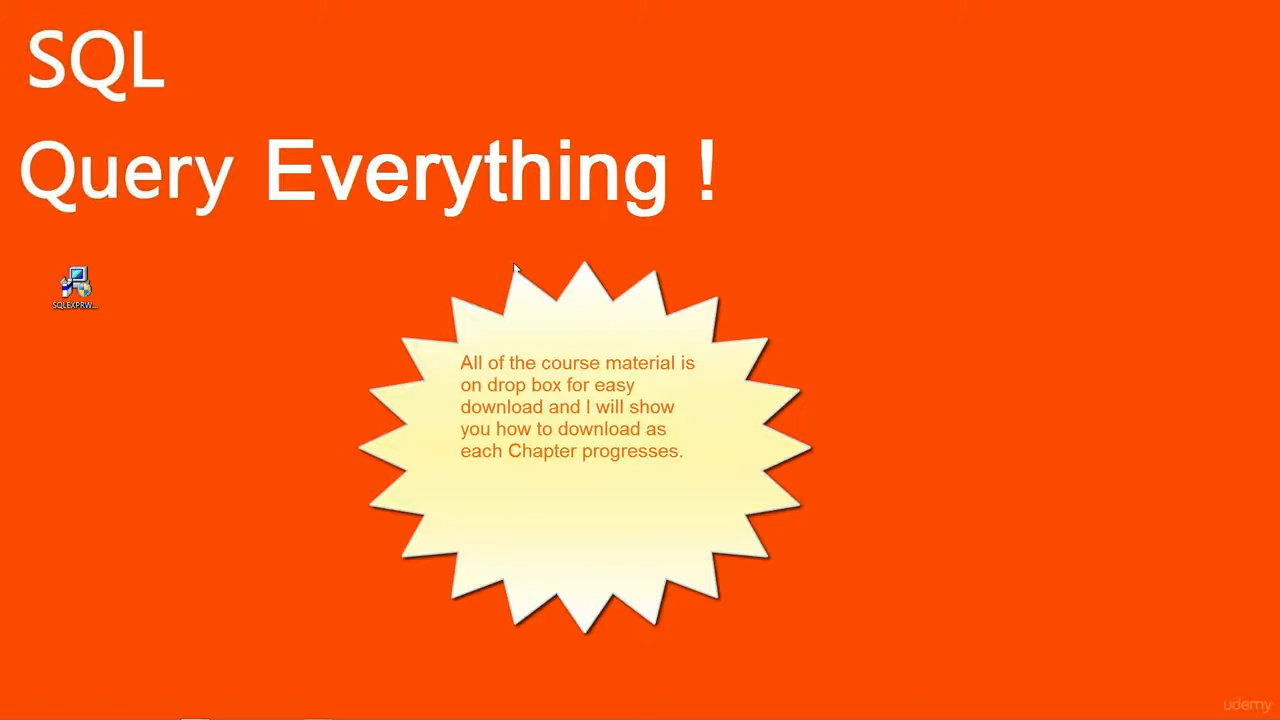 SQL
Query Everything !
SQLEXPRW...
All of the course material is
on drop box for easy
download and I will show
you how to download as
each Chapter progresses.
udemy